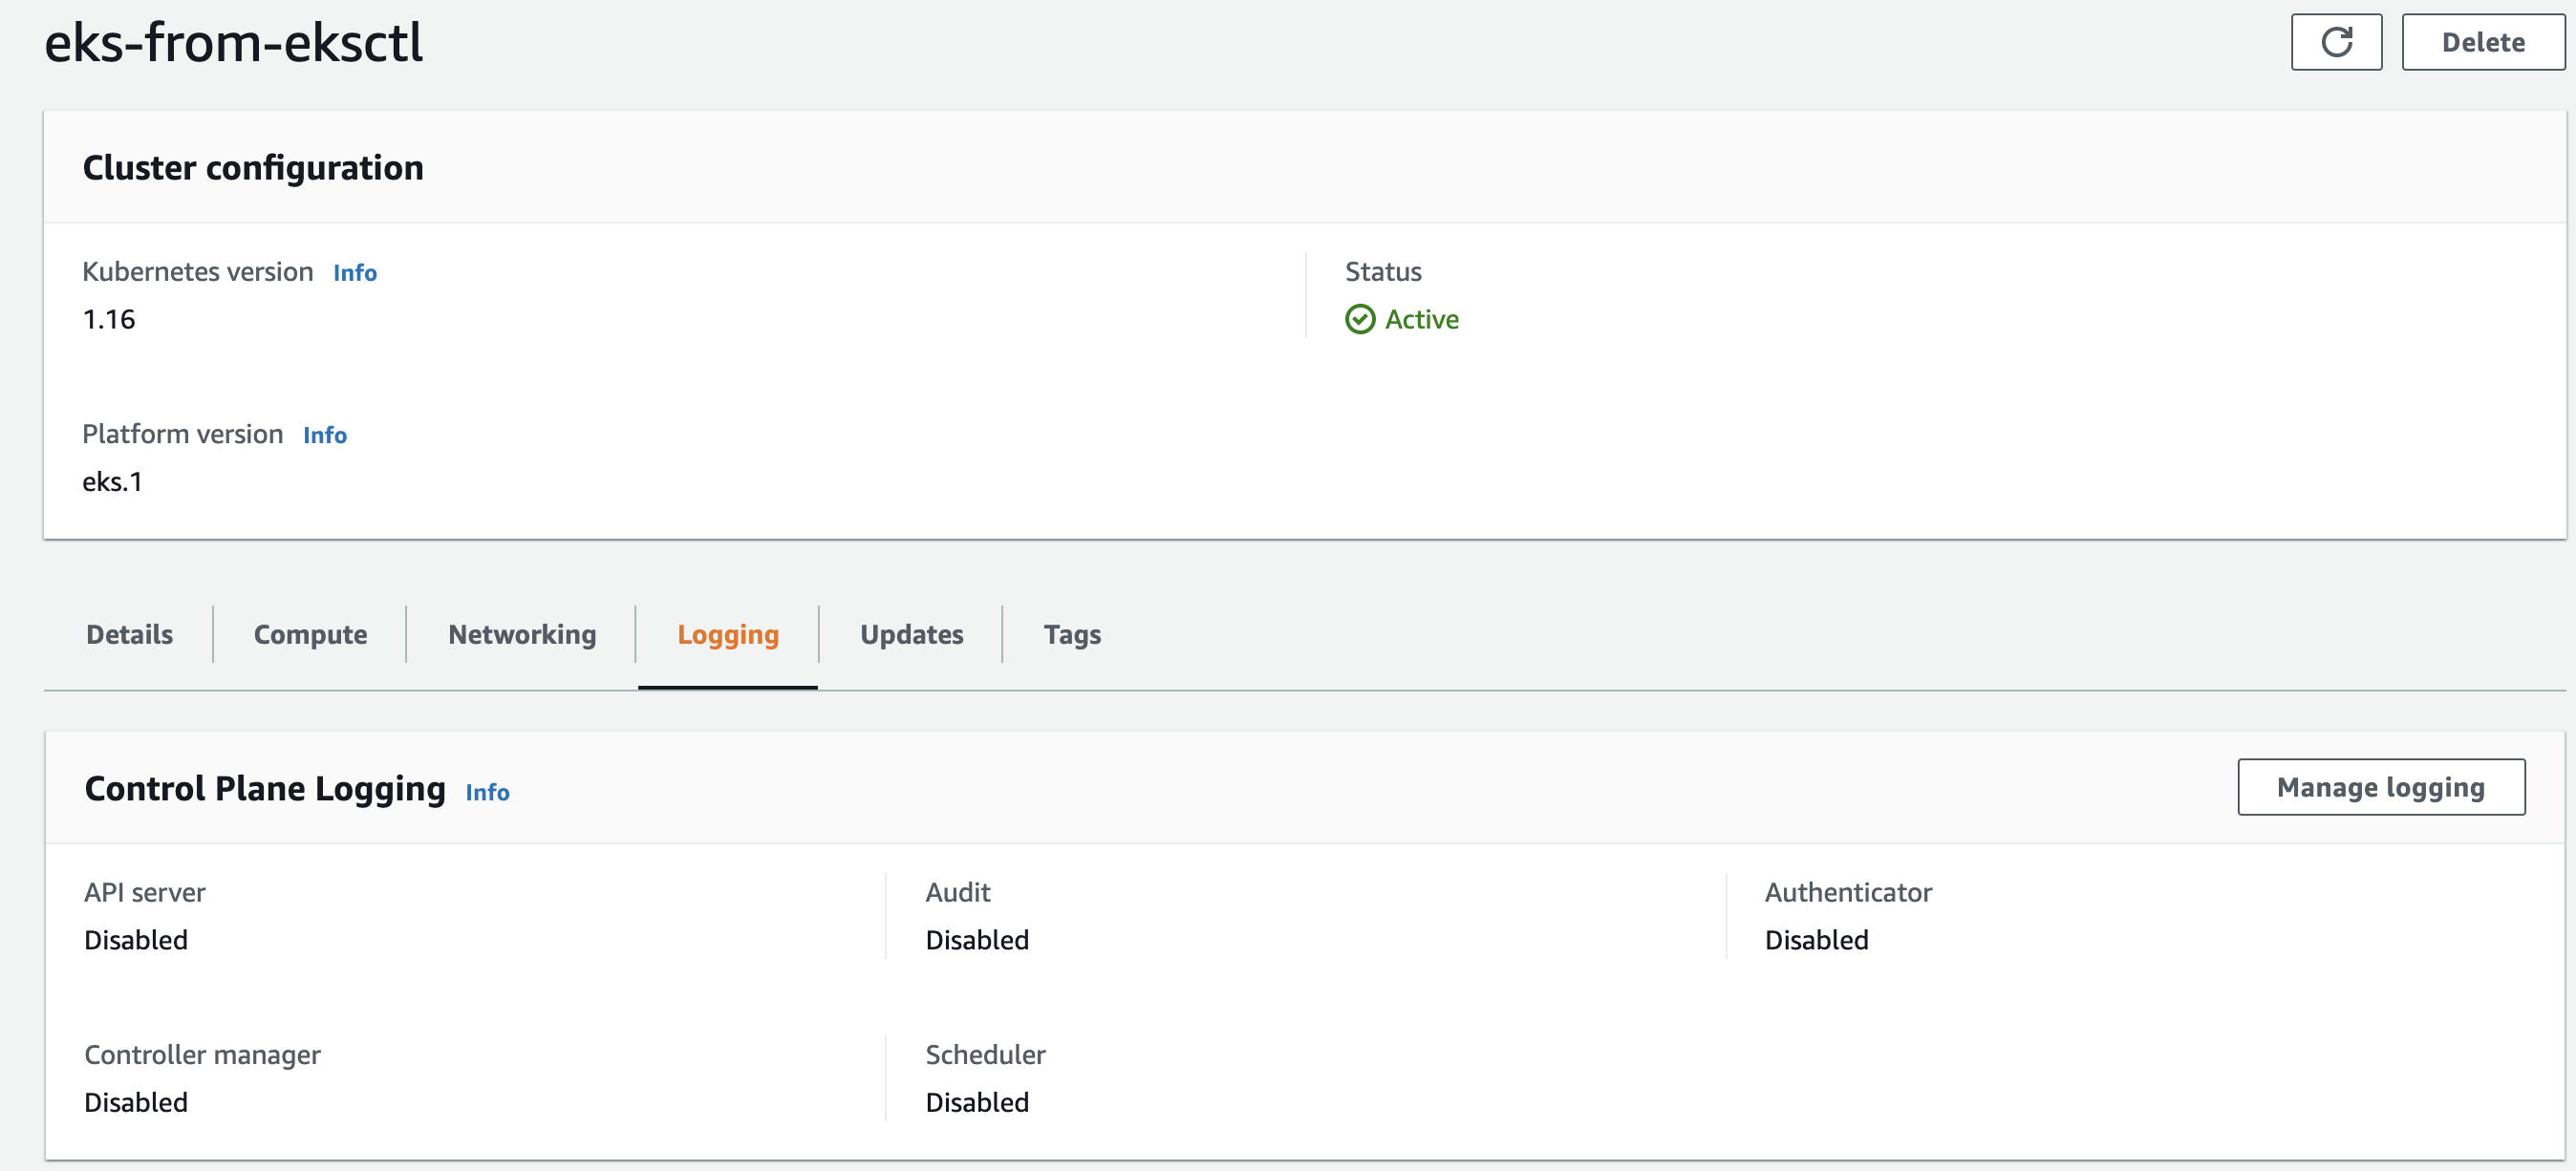 eks-from-eksctl
Delete
Cluster configuration
Kubernetes version Info
Status
1.16
Active
Platform version Info
eks.1
Details Compute Networking Logging Updates Tags
Control Plane Logging Info
Manage logging
API server Audit Authenticator
Disabled Disabled Disabled
Controller manager Scheduler
Disabled Disabled